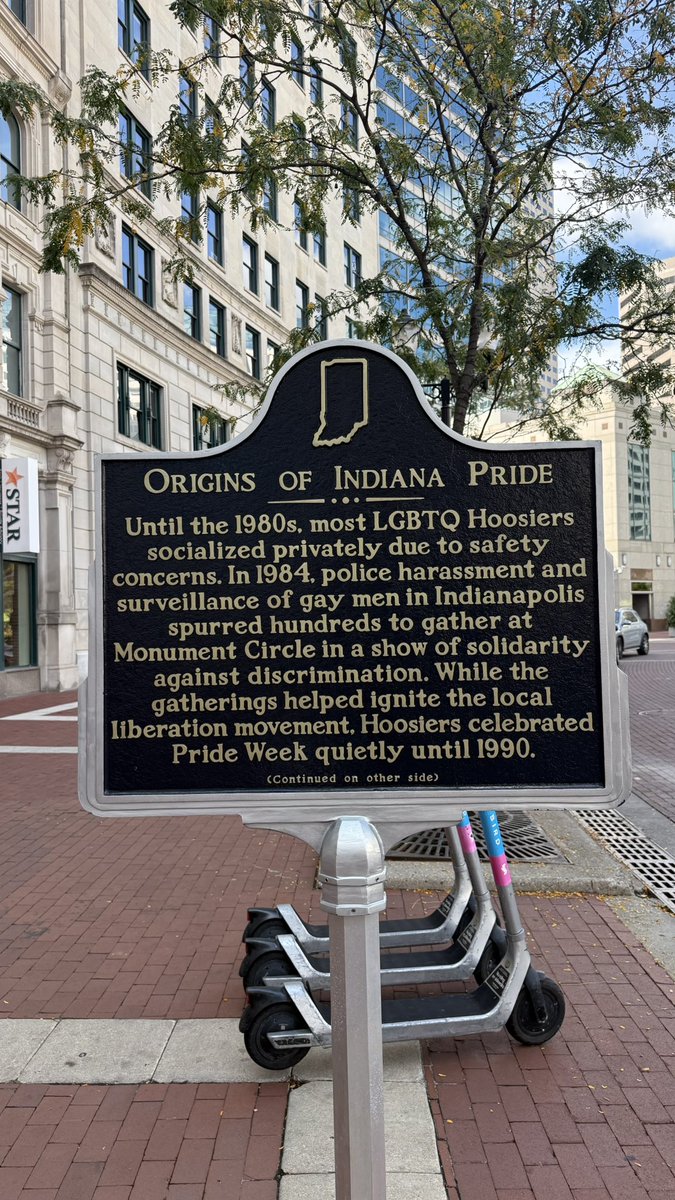 ORIGINS OF INDIANA PRIDE
Until the 1980s, most LGBTQ Hoosiers
socialized privately due to safety
concerns. In 1984, police harassment and
surveillance of gay men in Indianapolis
spurred hundreds to gather at
Monument Circle in a show of solidarity
against discrimination. While the
gatherings helped ignite the local
liberation movement, Hoosiers celebrated
Pride Week quietly until 1990.
(Continued on other side)
STAR
BIRD